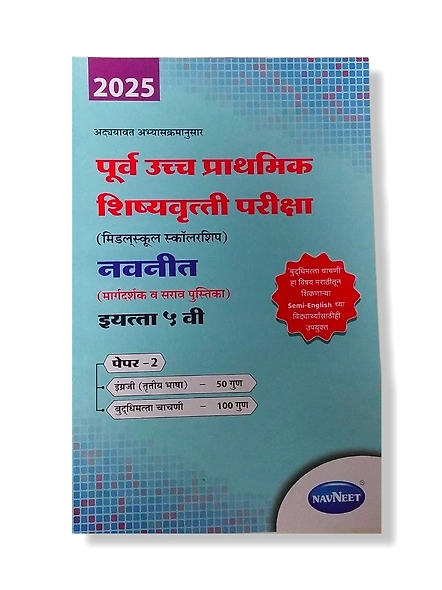 2025
अद्ययावत अभ्यासक्रमानुसार
पूर्व उच्च प्राथमिक
शिष्यवृत्ती परीक्षा
(मिडल्स्कूल स्कॉलरशिप)
नवनीत
(मार्गदर्शक व सराव पुस्तिका)
इयत्ता ५ वी
'बुद्धिमत्ता चाचणी'
हा विषय मराठीतून
शिकणाऱ्या
Semi-English च्या
विद्यार्थ्यांसाठीही
उपयुक्त
पेपर - 2
इंग्रजी (तृतीय भाषा) – 50 गुण
बुद्धिमत्ता चाचणी – 100 गुण
NAVNEET
®